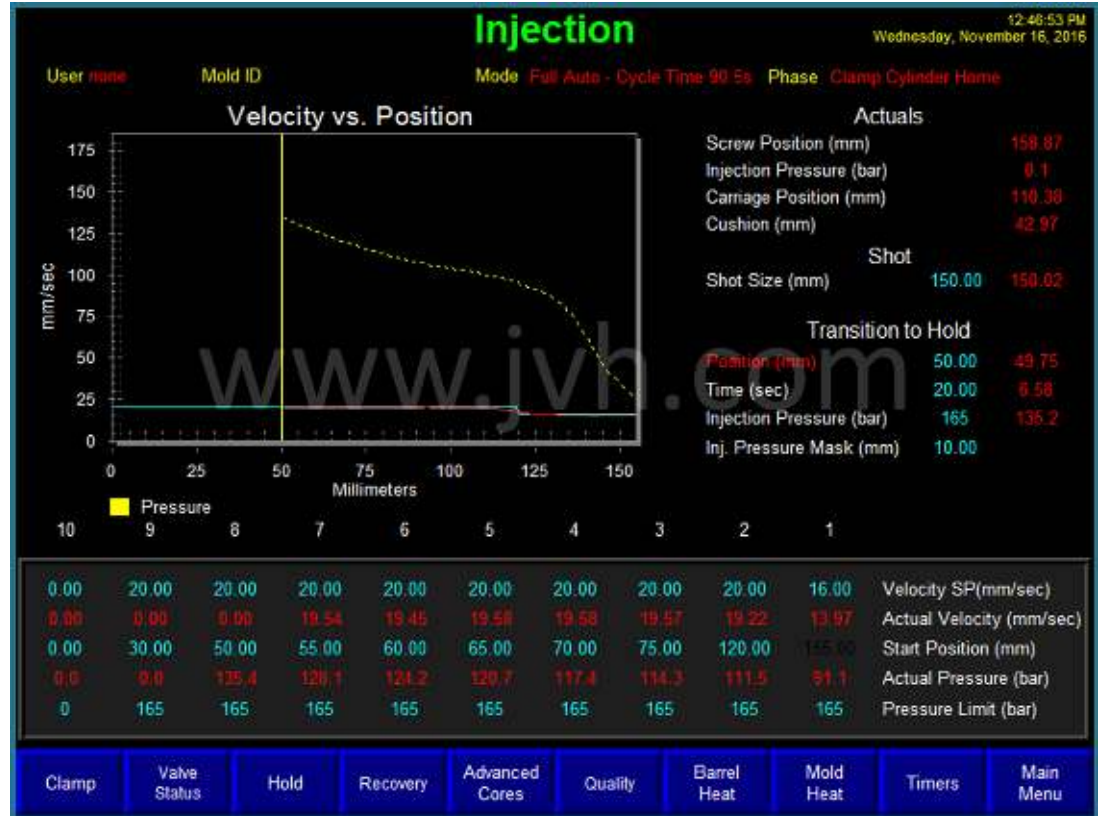 Injection
12:46:53 PM
Wednesday, November 16, 2016
User none Mold ID Mode Full Auto - Cycle Time 90.5s Phase Clamp Cylinder Home
Velocity vs. Position
mm/sec
175
150
125
100
75
50
25
0
0 25 50 75 100 125 150
Millimeters
Pressure
Actuals
Screw Position (mm) 158.87
Injection Pressure (bar)
Carriage Position (mm) 110.38
Cushion (mm) 42.97
Shot
Shot Size (mm) 150.00 150.02
Transition to Hold
Position (mm) 50.00 49.75
Time (sec) 20.00 6.58
Injection Pressure (bar) 165 135.2
Inj. Pressure Mask (mm) 10.00
www.jvh.com
10 9 8 7 6 5 4 3 2 1
0.00 20.00 20.00 20.00 20.00 20.00 20.00 20.00 20.00 16.00 Velocity SP(mm/sec)
0.00 0.00 0.00 19.54 19.45 19.58 19.58 19.57 19.22 13.97 Actual Velocity (mm/sec)
0.00 30.00 50.00 55.00 60.00 65.00 70.00 75.00 120.00 155.00 Start Position (mm)
0.0 0.0 135.4 126.1 124.2 120.7 117.4 114.3 111.5 91.1 Actual Pressure (bar)
0 165 165 165 165 165 165 165 165 165 Pressure Limit (bar)
Clamp
Valve Status
Hold
Recovery
Advanced Cores
Quality
Barrel Heat
Mold Heat
Timers
Main Menu